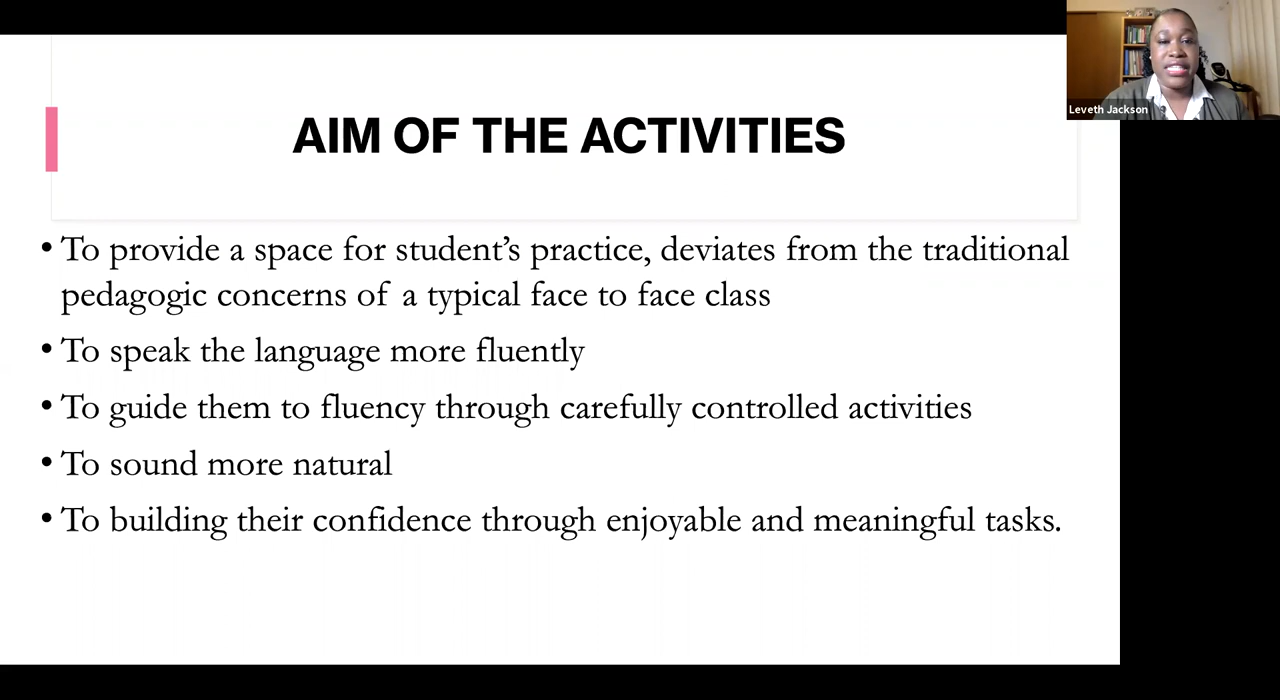 AIM OF THE ACTIVITIES
• To provide a space for student’s practice, deviates from the traditional
pedagogic concerns of a typical face to face class
• To speak the language more fluently
• To guide them to fluency through carefully controlled activities
• To sound more natural
• To building their confidence through enjoyable and meaningful tasks.
Leveth Jackson